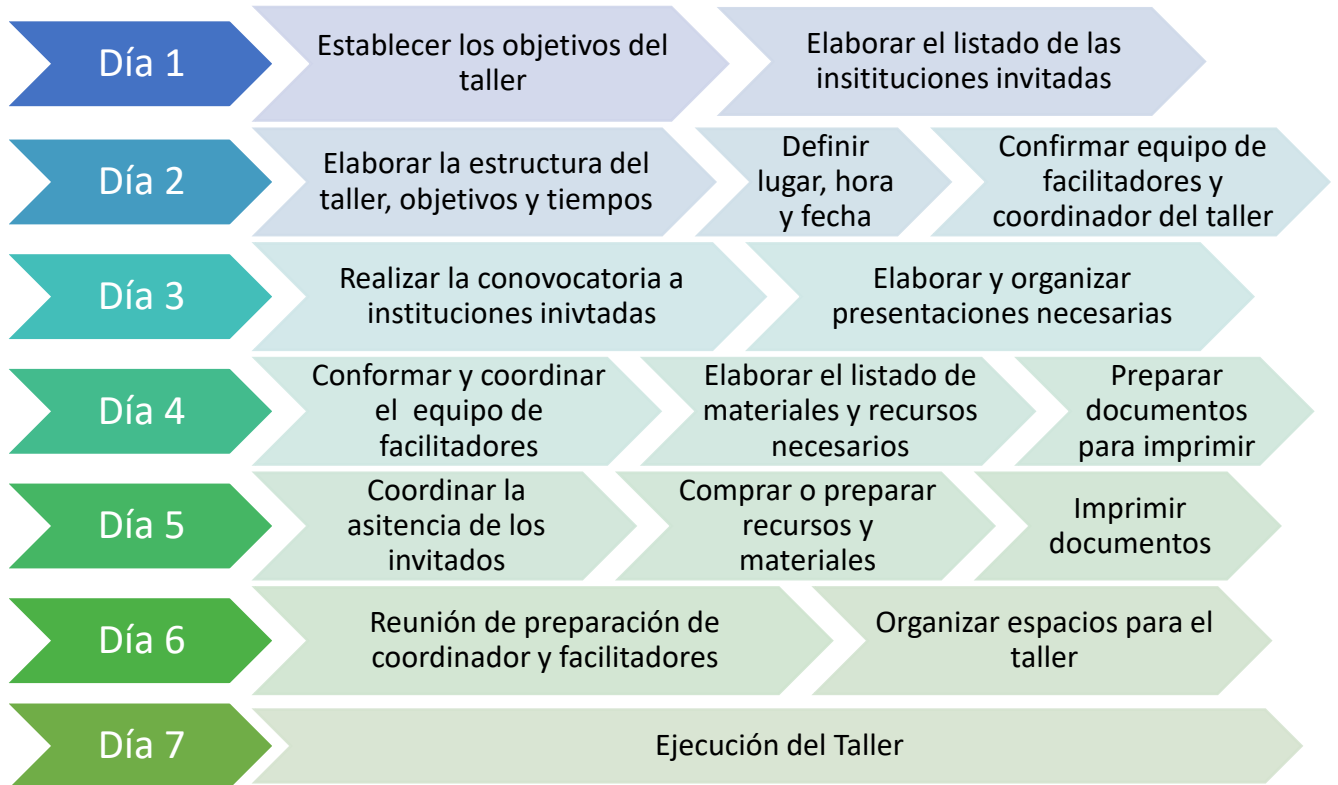 Día 1
Establecer los objetivos del
taller
Elaborar el listado de las
insitituciones invitadas
Día 2
Elaborar la estructura del
taller, objetivos y tiempos
Definir
lugar, hora
y fecha
Confirmar equipo de
facilitadores y
coordinador del taller
Día 3
Realizar la conovocatoria a
instituciones inivtadas
Elaborar y organizar
presentaciones necesarias
Día 4
Conformar y coordinar
el equipo de
facilitadores
Elaborar el listado de
materiales y recursos
necesarios
Preparar
documentos
para imprimir
Día 5
Coordinar la
asitencia de los
invitados
Comprar o preparar
recursos y
materiales
Imprimir
documentos
Día 6
Reunión de preparación de
coordinador y facilitadores
Organizar espacios para el
taller
Día 7
Ejecución del Taller